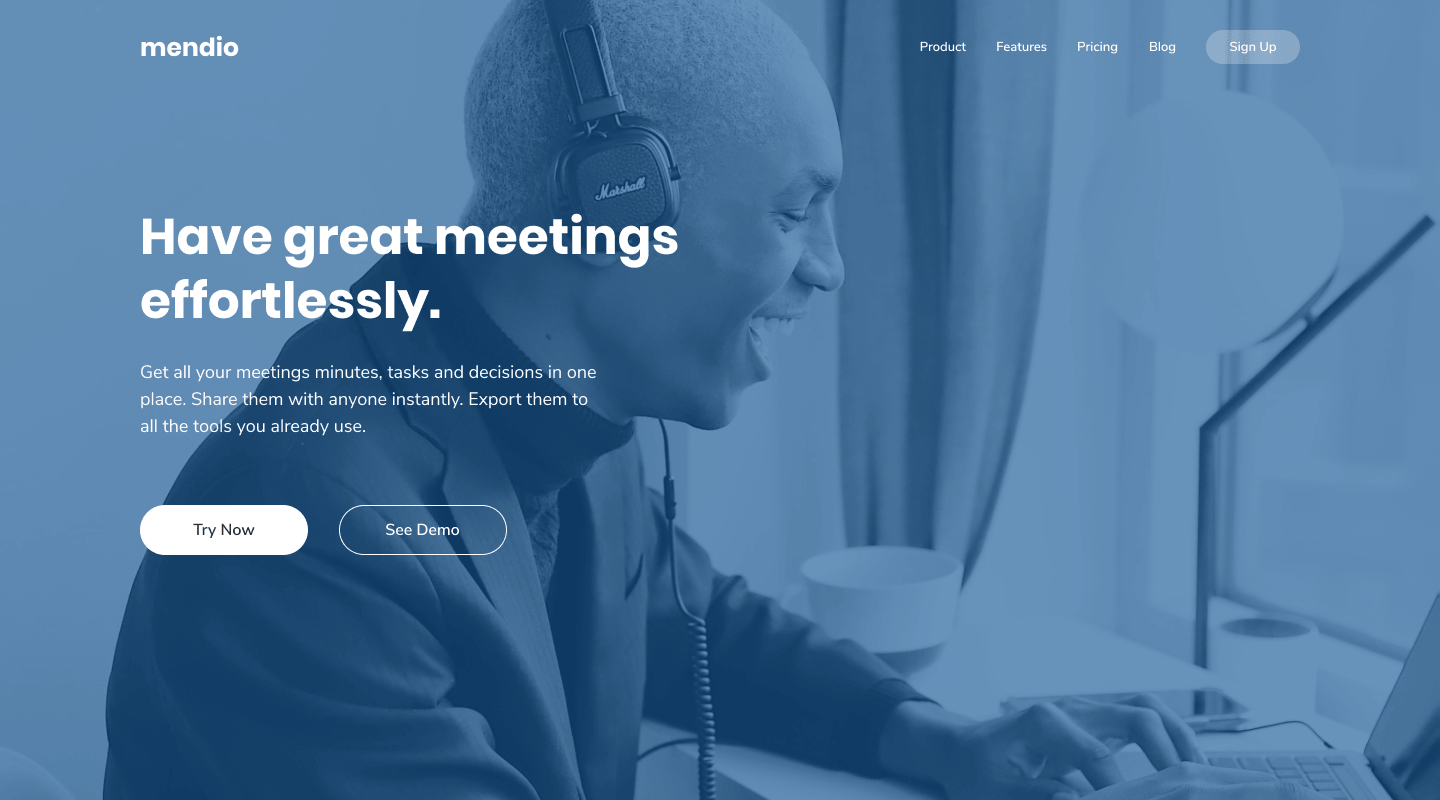 mendio
Product Features Pricing Blog Sign Up
Marshall
Have great meetings
effortlessly.
Get all your meetings minutes, tasks and decisions in one
place. Share them with anyone instantly. Export them to
all the tools you already use.
Try Now See Demo